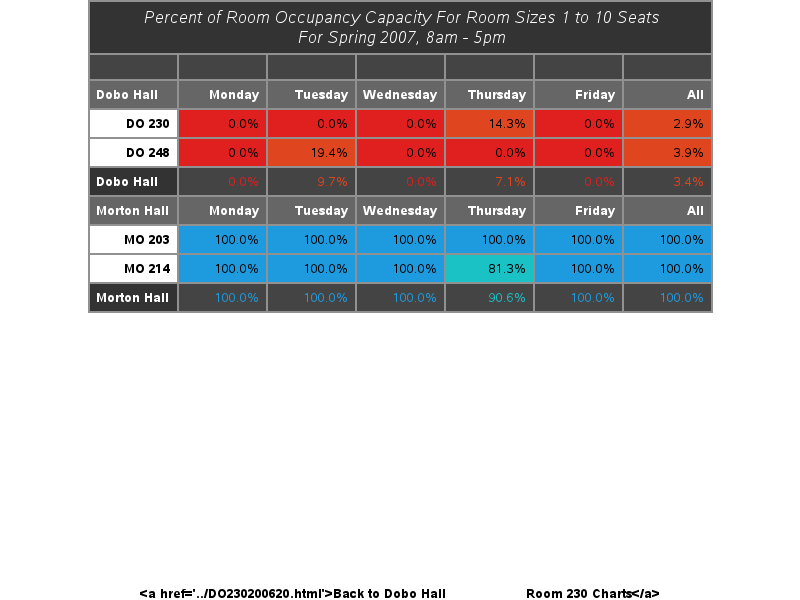 Percent of Room Occupancy Capacity For Room Sizes 1 to 10 Seats
For Spring 2007, 8am - 5pm
Dobo Hall Monday Tuesday Wednesday Thursday Friday All
DO 230 0.0% 0.0% 0.0% 14.3% 0.0% 2.9%
DO 248 0.0% 19.4% 0.0% 0.0% 0.0% 3.9%
Dobo Hall 0.0% 9.7% 0.0% 7.1% 0.0% 3.4%
Morton Hall Monday Tuesday Wednesday Thursday Friday All
MO 203 100.0% 100.0% 100.0% 100.0% 100.0% 100.0%
MO 214 100.0% 100.0% 100.0% 81.3% 100.0% 100.0%
Morton Hall 100.0% 100.0% 100.0% 90.6% 100.0% 100.0%
<a href='../DO230200620.html'>Back to Dobo Hall Room 230 Charts</a>